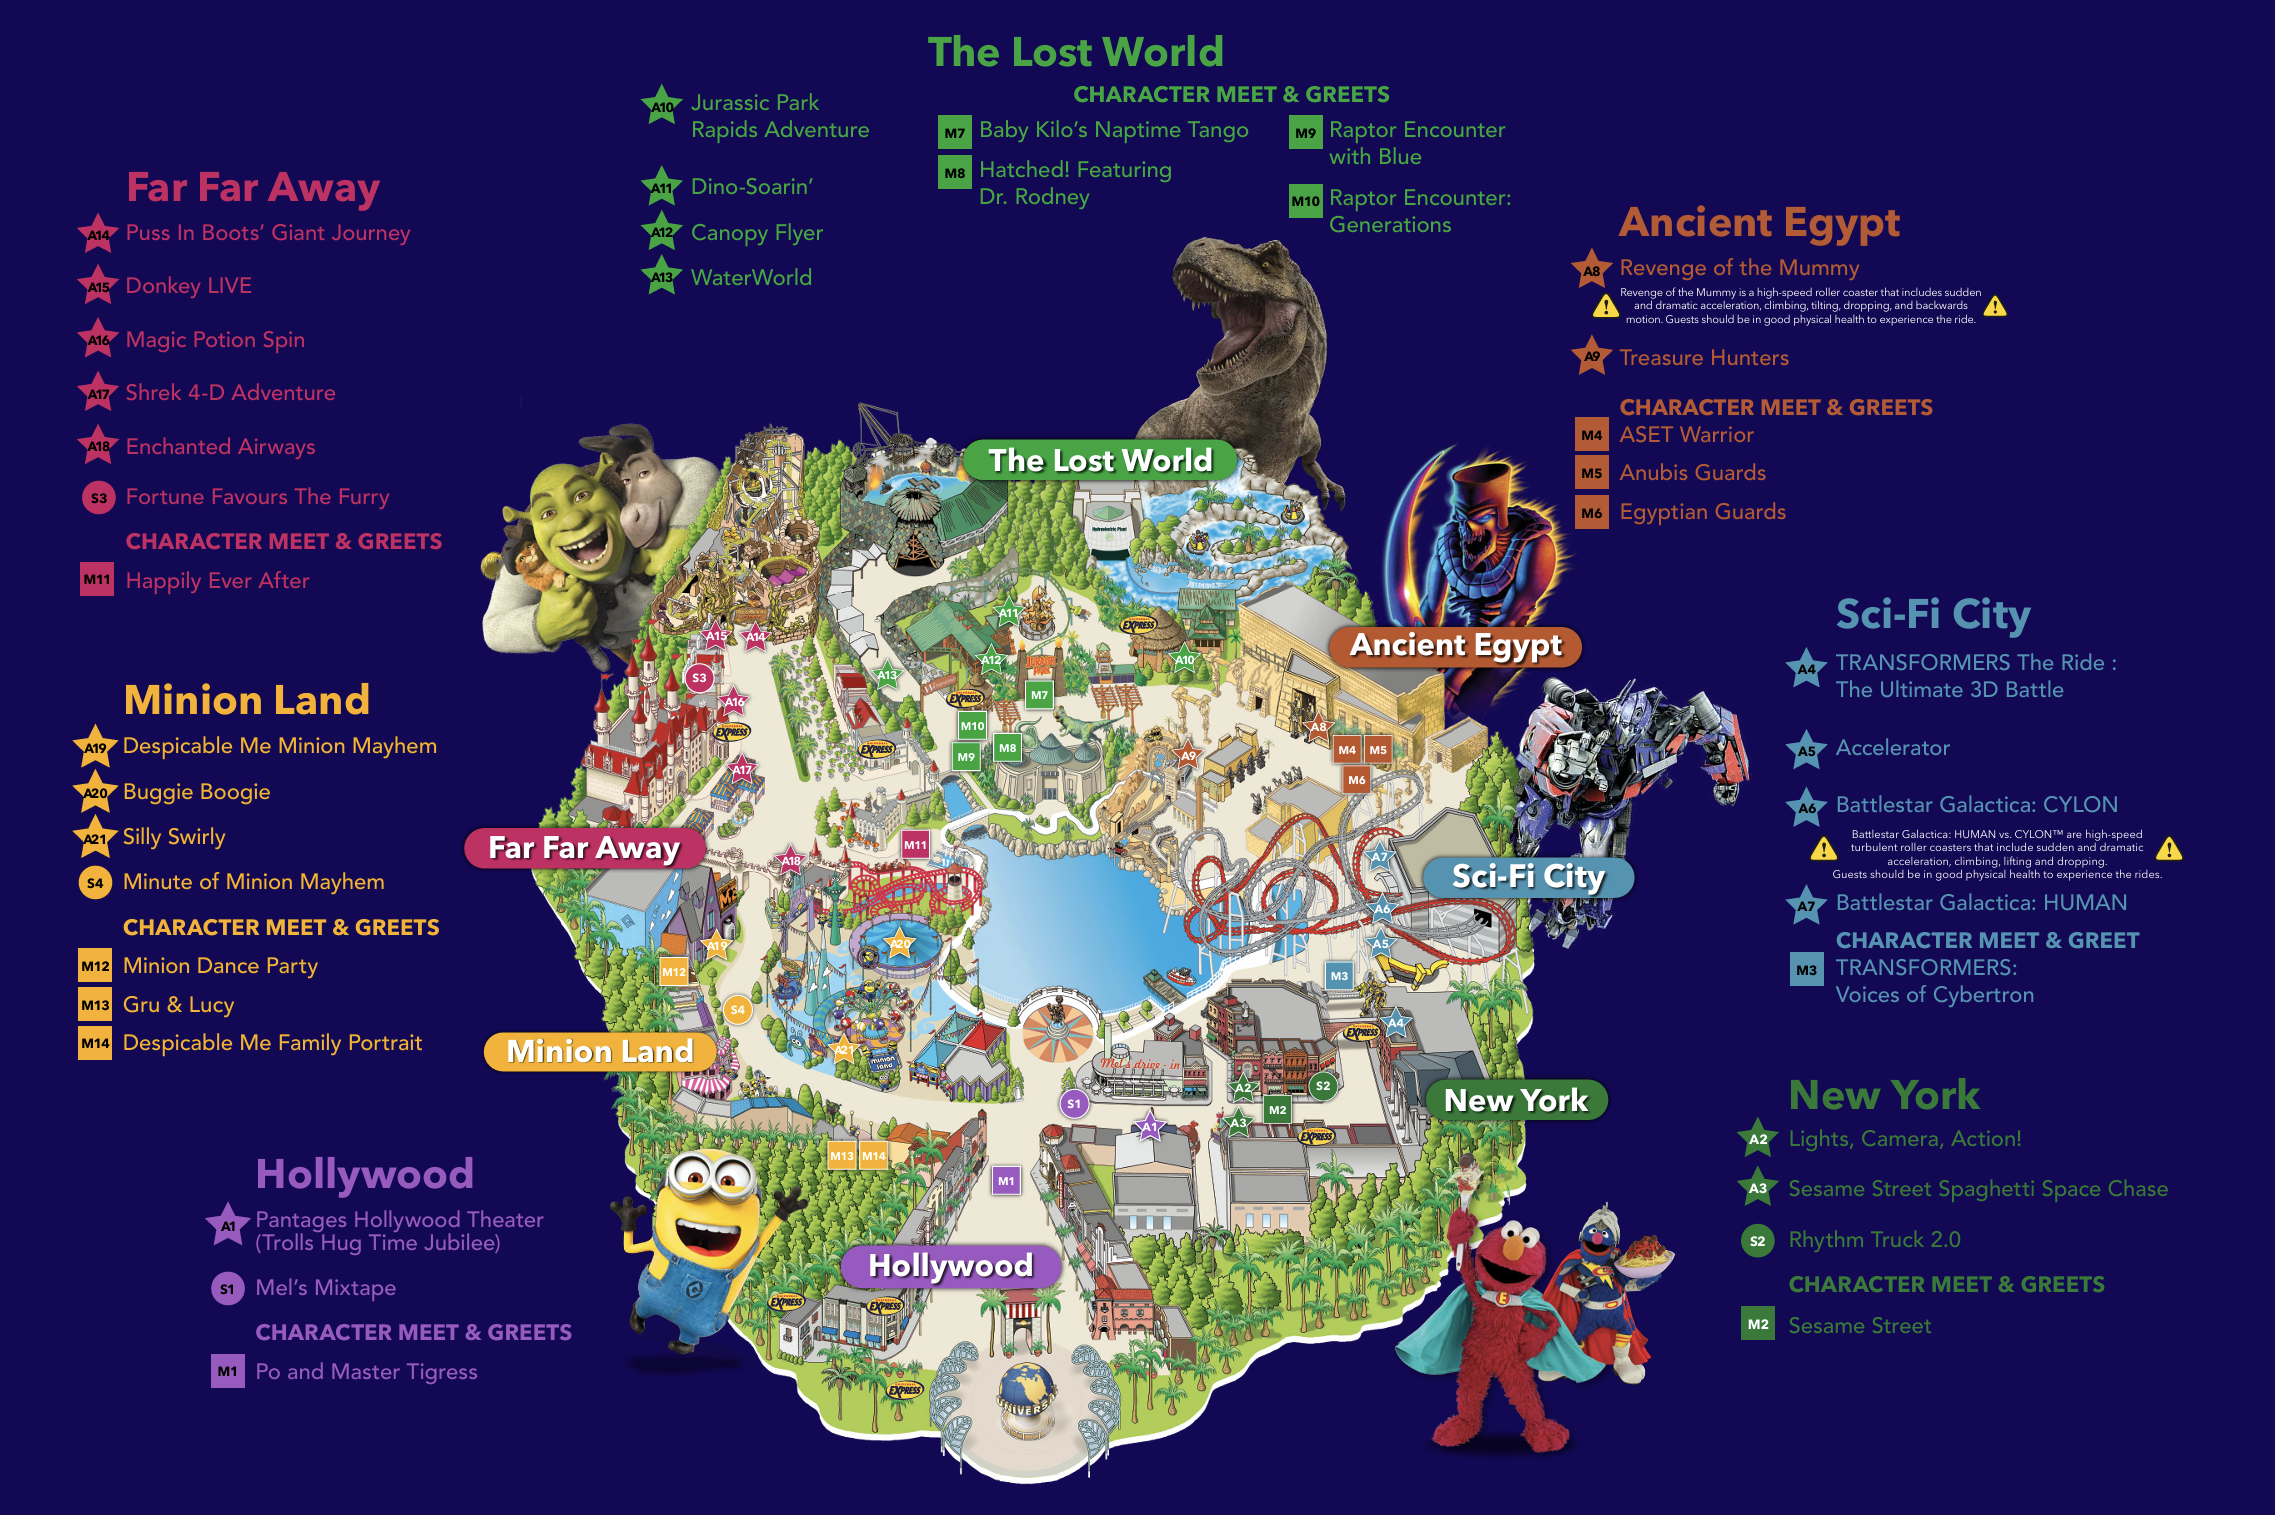 The Lost World
A10 Jurassic Park
Rapids Adventure
A11 Dino-Soarin’
A12 Canopy Flyer
A13 WaterWorld
CHARACTER MEET & GREETS
M7 Baby Kilo’s Naptime Tango
M8 Hatched! Featuring
Dr. Rodney
M9 Raptor Encounter
with Blue
M10 Raptor Encounter:
Generations
Far Far Away
A14 Puss In Boots’ Giant Journey
A15 Donkey LIVE
A16 Magic Potion Spin
A17 Shrek 4-D Adventure
A18 Enchanted Airways
S3 Fortune Favours The Furry
CHARACTER MEET & GREETS
M11 Happily Ever After
Minion Land
A19 Despicable Me Minion Mayhem
A20 Buggie Boogie
A21 Silly Swirly
S4 Minute of Minion Mayhem
CHARACTER MEET & GREETS
M12 Minion Dance Party
M13 Gru & Lucy
M14 Despicable Me Family Portrait
Hollywood
A1 Pantages Hollywood Theater
(Trolls Hug Time Jubilee)
S1 Mel’s Mixtape
CHARACTER MEET & GREETS
M1 Po and Master Tigress
Ancient Egypt
A8 Revenge of the Mummy
Revenge of the Mummy is a high-speed roller coaster that includes sudden
and dramatic acceleration, climbing, tilting, dropping, and backwards
motion. Guests should be in good physical health to experience the ride.
A9 Treasure Hunters
CHARACTER MEET & GREETS
M4 ASET Warrior
M5 Anubis Guards
M6 Egyptian Guards
Sci-Fi City
A4 TRANSFORMERS The Ride :
The Ultimate 3D Battle
A5 Accelerator
A6 Battlestar Galactica: CYLON
Battlestar Galactica: HUMAN vs. CYLON™ are high-speed
turbulent roller coasters that include sudden and dramatic
acceleration, climbing, lifting and dropping.
Guests should be in good physical health to experience the rides.
A7 Battlestar Galactica: HUMAN
CHARACTER MEET & GREET
M3 TRANSFORMERS:
Voices of Cybertron
New York
A2 Lights, Camera, Action!
A3 Sesame Street Spaghetti Space Chase
S2 Rhythm Truck 2.0
CHARACTER MEET & GREETS
M2 Sesame Street
The Lost World
Hydroelectric Plant
A11
EXPRESS
A15
A14
Ancient Egypt
A12
JURASSIC PARK
A10
S3
A13
M7
EXPRESS
A16
M10
A8
EXPRESS
EXPRESS
M9
M8
A9
M4
M5
A17
M6
Far Far Away
M11
A18
A7
Sci-Fi City
A6
A19
A20
A5
M12
M3
S4
A4
EXPRESS
Minion Land
A21
minion land
Mel's drive-in
A2
S2
New York
S1
M2
A1
A3
EXPRESS
M13
M14
M1
Hollywood
EXPRESS
EXPRESS
EXPRESS
UNIVERSAL
E